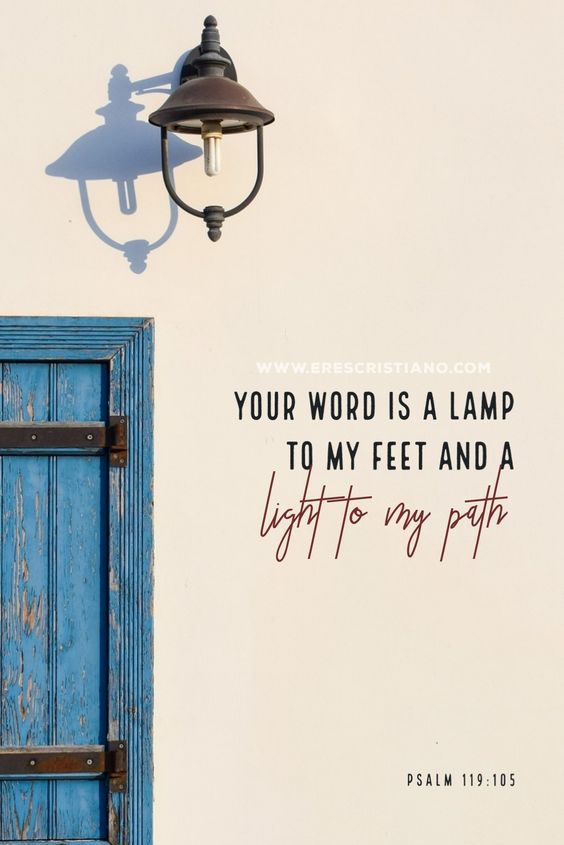 WWW.ERESCRISTIANO.COM
YOUR WORD IS A LAMP
TO MY FEET AND A
light to my path
PSALM 119:105